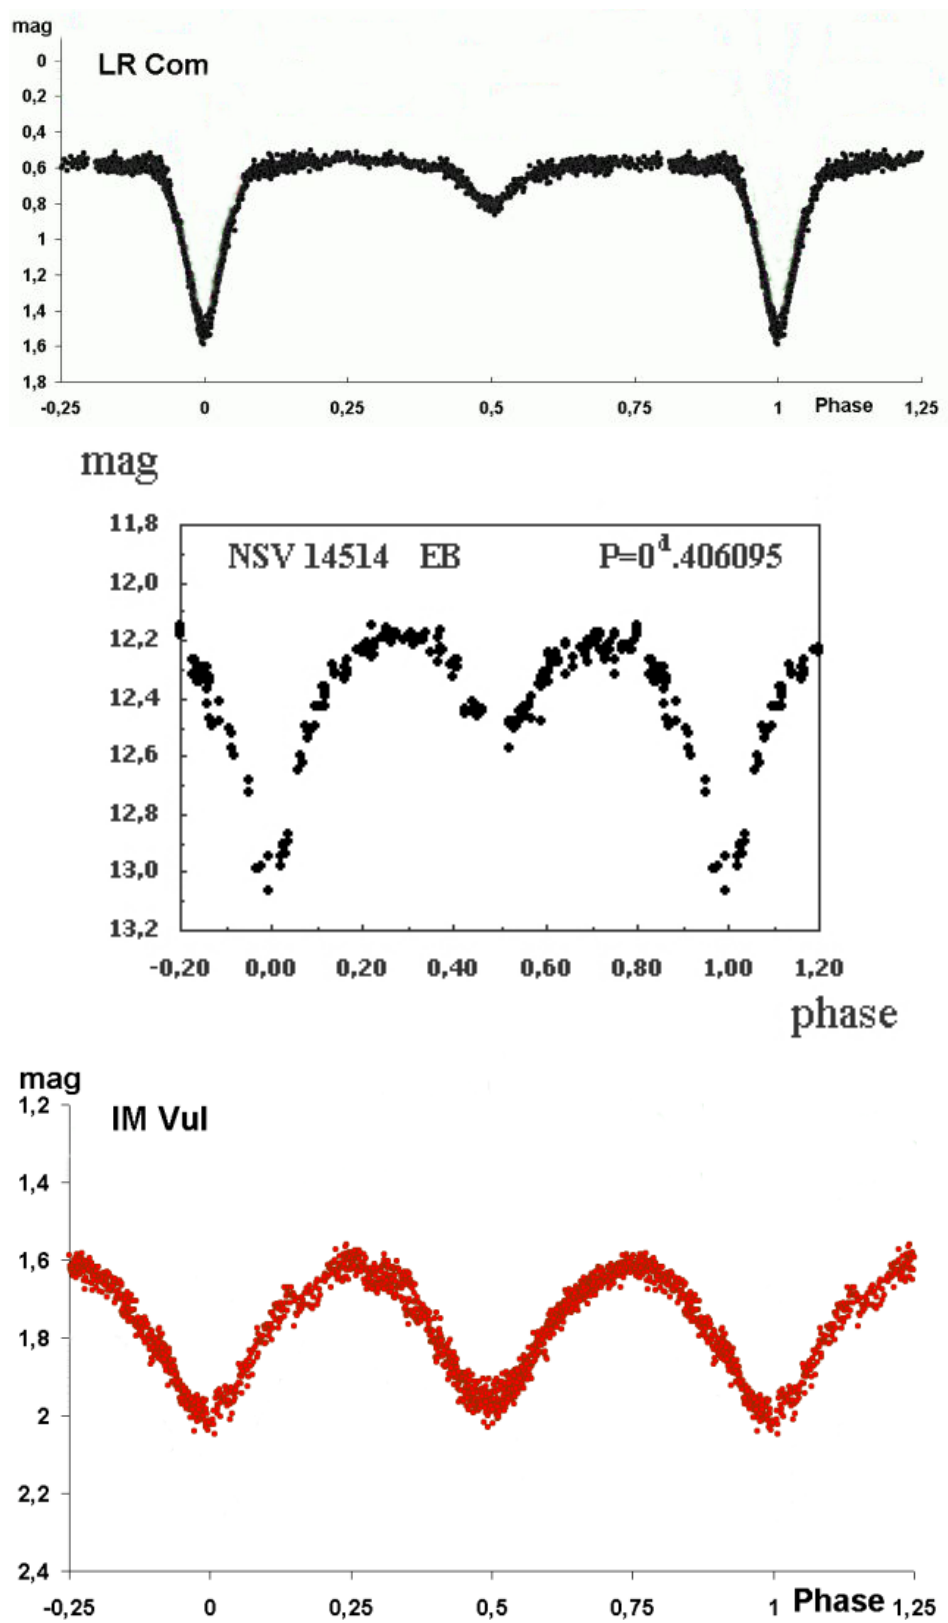 mag
LR Com
0
0,2
0,4
0,6
0,8
1
1,2
1,4
1,6
1,8
-0,25 0 0,25 0,5 0,75 1 Phase 1,25
mag
11,8
NSV 14514 EB P=0ᵈ.406095
12,0
12,2
12,4
12,6
12,8
13,0
13,2
-0,20 0,00 0,20 0,40 0,60 0,80 1,00 1,20
phase
mag
1,2
IM Vul
1,4
1,6
1,8
2
2,2
2,4
-0,25 0 0,25 0,5 0,75 1 Phase 1,25